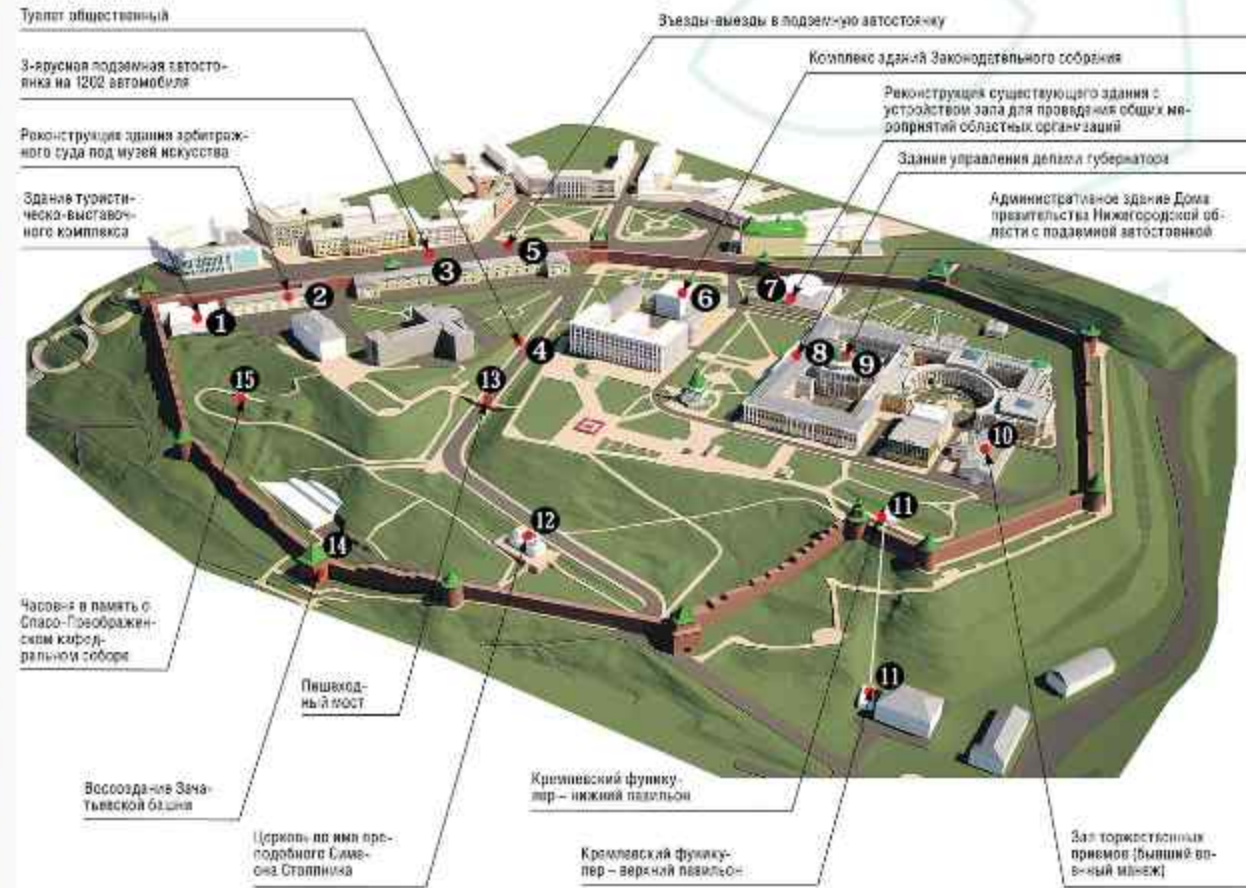 Туалет общественный
3-ярусная подземная автосто-
янка на 1202 автомобиля
Реконструкция здания арбитраж-
ного суда под музей искусства
Здание туристи-
ческо-выставоч-
ного комплекса
Въезды-выезды в подземную автостоянку
Комплекс зданий Законодательного собрания
Реконструкция существующего здания с
устройством зала для проведения общих ме-
роприятий областных организаций
Здание управления делами губернатора
Административное здание Дома
правительства Нижегородской об-
ласти с подземной автостоянкой
1
2
3
4
5
6
7
8
9
10
11
11
12
13
14
15
Часовня в память о
Спасо-Преображен-
ском кафед-
ральном соборе
Пешеход-
ный мост
Воссоздание Зача-
тьевской башни
Церковь во имя пре-
подобного Симе-
она Столпника
Кремлевский фунику-
лер – нижний павильон
Кремлевский фунику-
лер – верхний павильон
Зал торжественных
приемов (бывший во-
енный манеж)